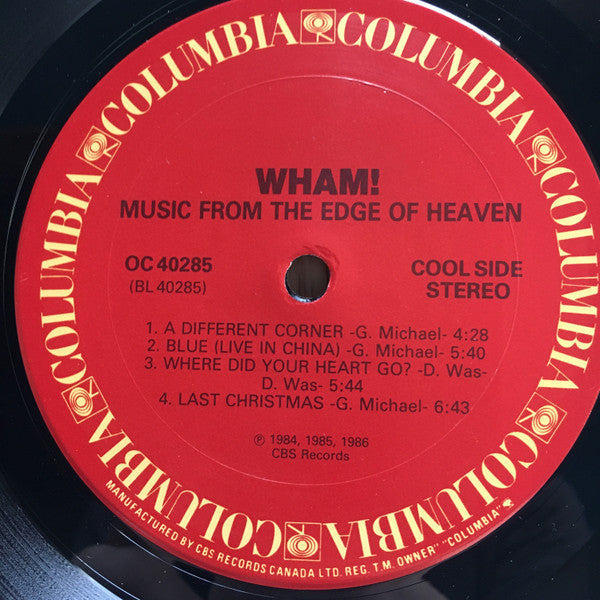 WHAM!
MUSIC FROM THE EDGE OF HEAVEN
OC 40285
(BL 40285)
COOL SIDE
STEREO
1. A DIFFERENT CORNER -G. Michael- 4:28
2. BLUE (LIVE IN CHINA) -G. Michael- 5:40
3. WHERE DID YOUR HEART GO? -D. Was-
D. Was- 5:44
4. LAST CHRISTMAS -G. Michael- 6:43
℗ 1984, 1985, 1986
CBS Records
COLUMBIA COLUMBIA COLUMBIA COLUMBIA COLUMBIA COLUMBIA COLUMBIA
MANUFACTURED BY CBS RECORDS CANADA LTD. REG. T.M. OWNER" "COLUMBIA"